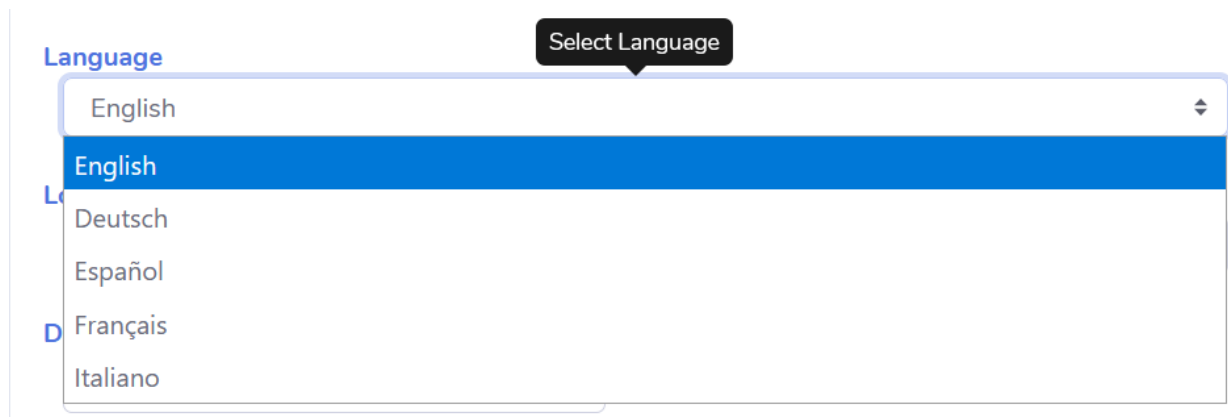 Select Language
Language
English
English
Deutsch
Español
Français
Italiano